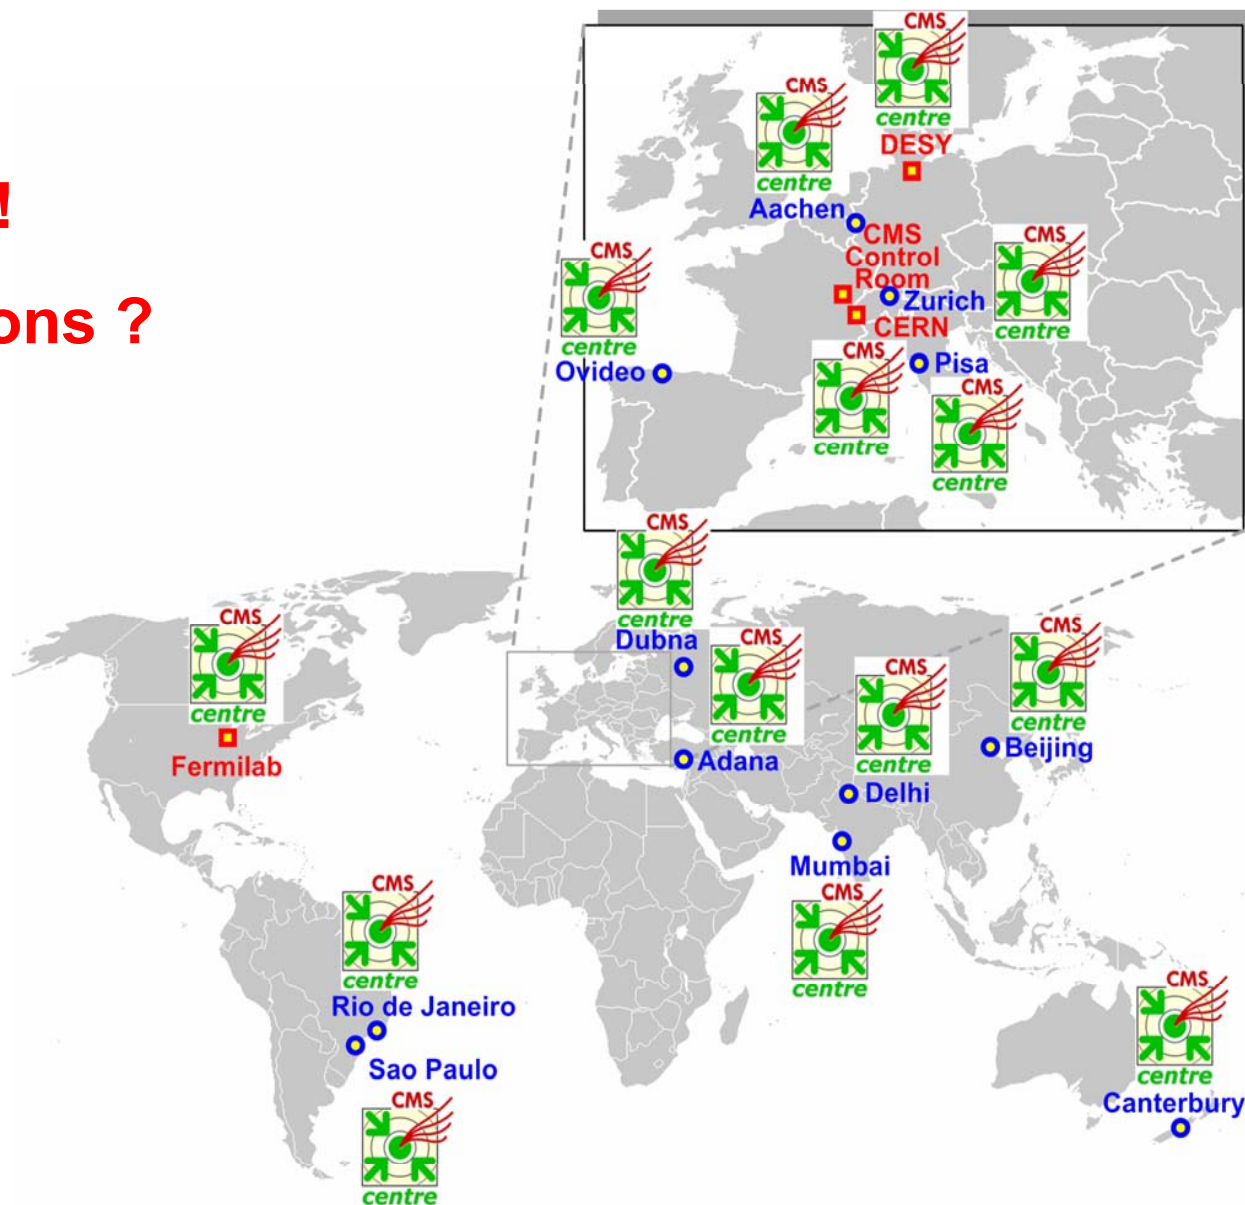 !
ons ?
CMS
centre
DESY
CMS
centre
Aachen
CMS
Control
Room
CMS
centre
Zurich
CERN
CMS
centre
Ovideo
Pisa
CMS
centre
CMS
centre
CMS
centre
Dubna
CMS
centre
Fermilab
CMS
centre
Adana
CMS
centre
Delhi
CMS
centre
Beijing
Mumbai
CMS
centre
CMS
centre
Rio de Janeiro
Sao Paulo
CMS
centre
CMS
centre
Canterbury